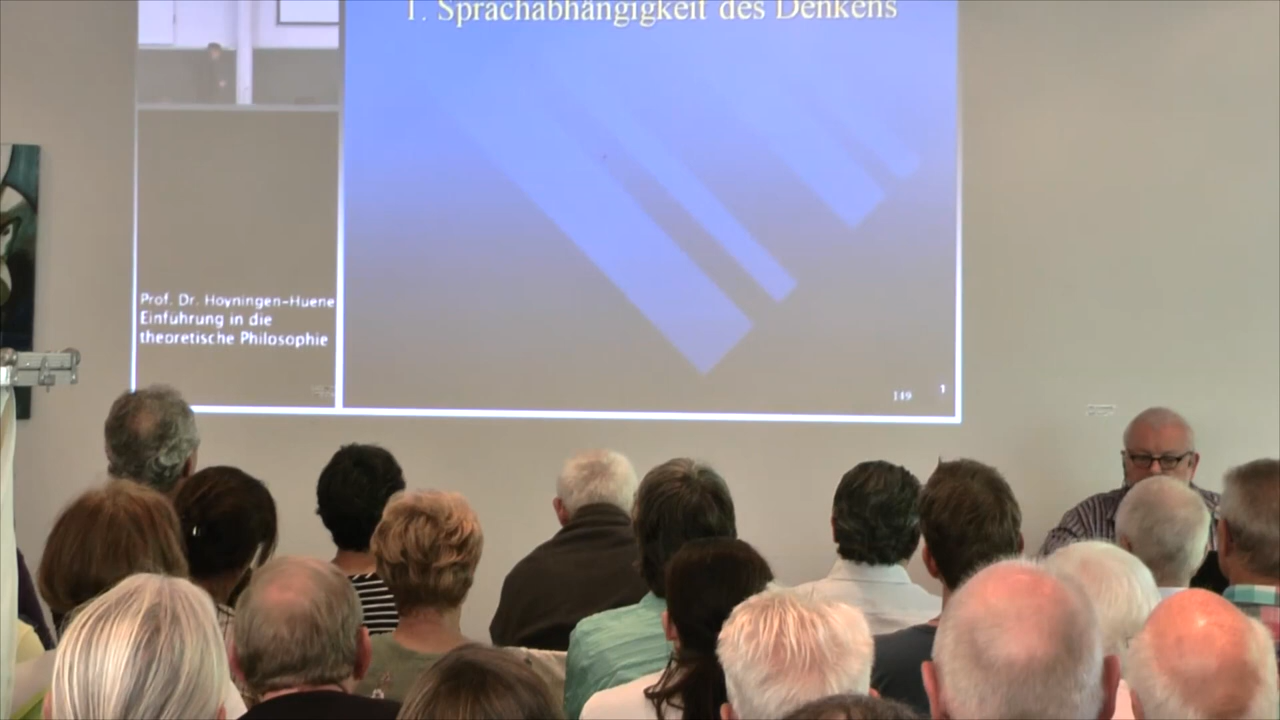 1. Sprachabhängigkeit des Denkens
Prof. Dr. Hoyningen-Huene
Einführung in die
theoretische Philosophie
149
1